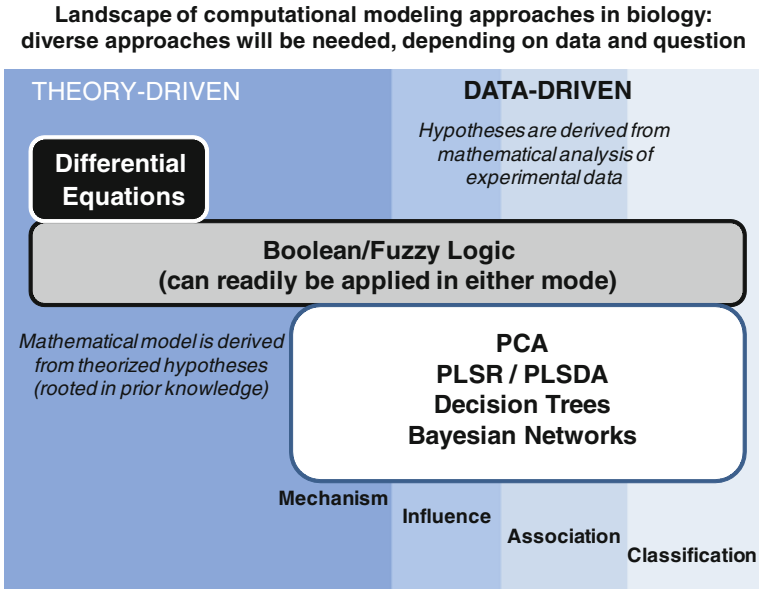 Landscape of computational modeling approaches in biology:
diverse approaches will be needed, depending on data and question
THEORY-DRIVEN
DATA-DRIVEN
Hypotheses are derived from
mathematical analysis of
experimental data
Differential
Equations
Boolean/Fuzzy Logic
(can readily be applied in either mode)
Mathematical model is derived
from theorized hypotheses
(rooted in prior knowledge)
PCA
PLSR / PLSDA
Decision Trees
Bayesian Networks
Mechanism
Influence
Association
Classification